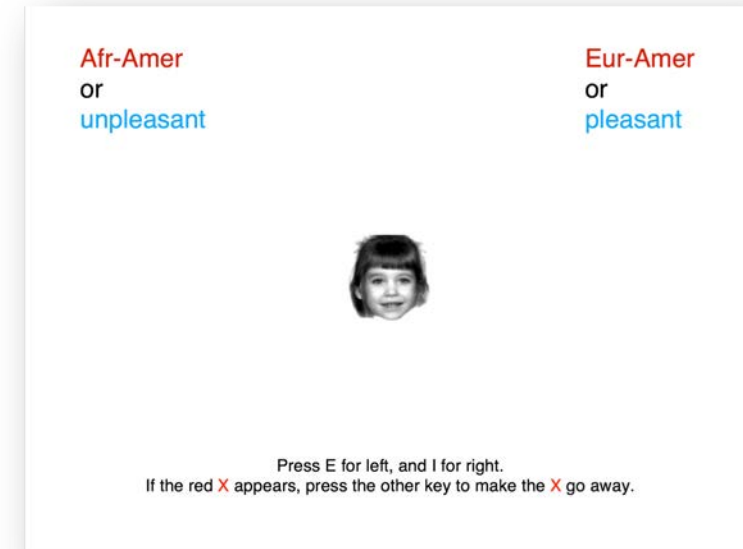 Afr-Amer
or
unpleasant
Eur-Amer
or
pleasant
Press E for left, and I for right.
If the red X appears, press the other key to make the X go away.